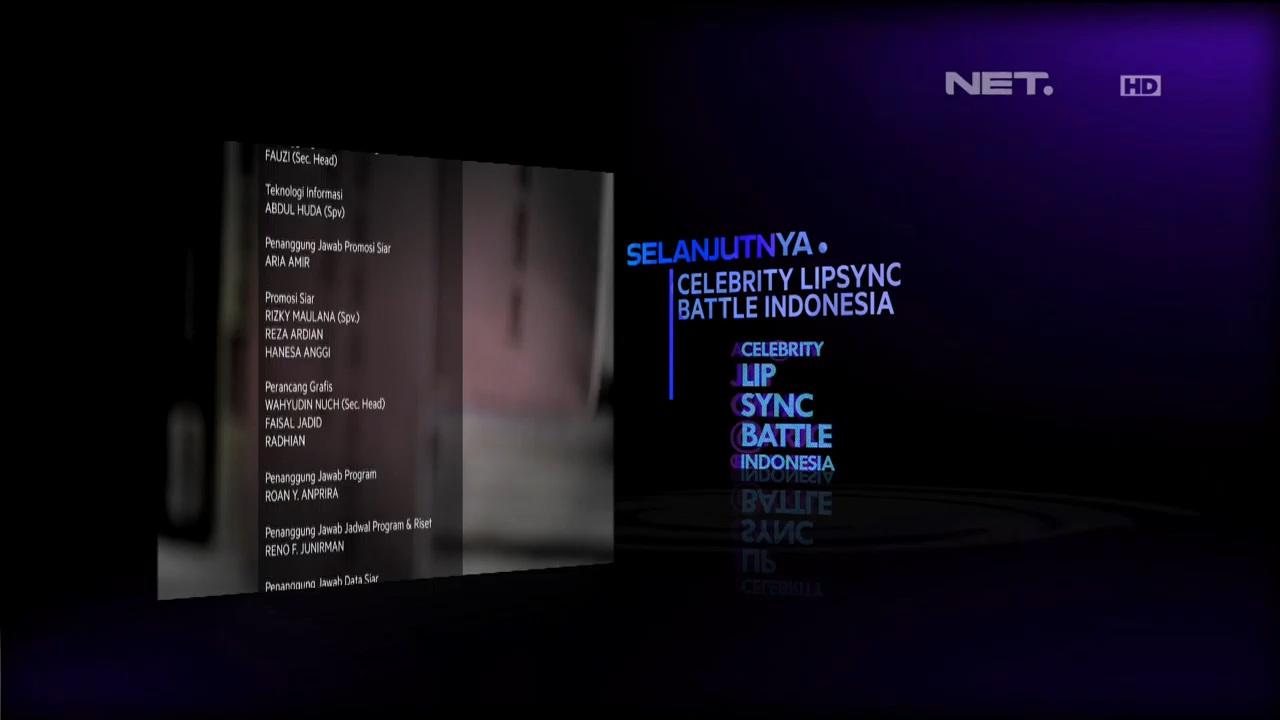 NET.
HD
FAUZI (Sec. Head)
Teknologi Informasi
ABDUL HUDA (Spv)
Penanggung Jawab Promosi Siar
ARIA AMIR
Promosi Siar
RIZKY MAULANA (Spv.)
REZA ARDIAN
HANESA ANGGI
Perancang Grafis
WAHYUDIN NUCH (Sec. Head)
FAISAL JADID
RADHIAN
Penanggung Jawab Program
ROAN Y. ANPRIRA
Penanggung Jawab Jadwal Program & Riset
RENO F. JUNIRMAN
Penanggung Jawab Data Siar
SELANJUTNYA
CELEBRITY LIPSYNC
BATTLE INDONESIA
CELEBRITY
LIP
SYNC
BATTLE
INDONESIA